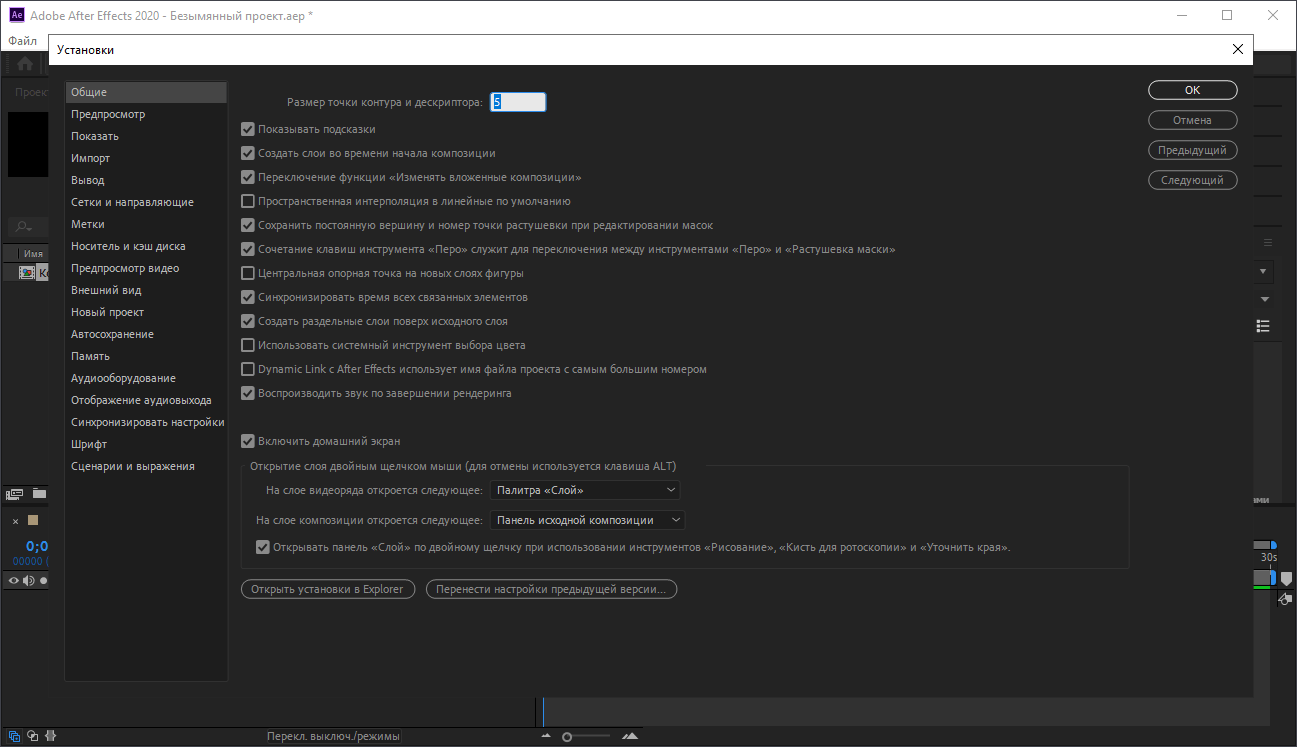 Ae Adobe After Effects 2020 - Безымянный проект.aep *
Файл
Установки
Проек
Имя
Ко
0;0
00000 (
Общие
Предпросмотр
Показать
Импорт
Вывод
Сетки и направляющие
Метки
Носитель и кэш диска
Предпросмотр видео
Внешний вид
Новый проект
Автосохранение
Память
Аудиооборудование
Отображение аудиовыхода
Синхронизировать настройки
Шрифт
Сценарии и выражения
Размер точки контура и дескриптора: 5
Показывать подсказки
Создать слои во времени начала композиции
Переключение функции «Изменять вложенные композиции»
Пространственная интерполяция в линейные по умолчанию
Сохранить постоянную вершину и номер точки растушевки при редактировании масок
Сочетание клавиш инструмента «Перо» служит для переключения между инструментами «Перо» и «Растушевка маски»
Центральная опорная точка на новых слоях фигуры
Синхронизировать время всех связанных элементов
Создать раздельные слои поверх исходного слоя
Использовать системный инструмент выбора цвета
Dynamic Link с After Effects использует имя файла проекта с самым большим номером
Воспроизводить звук по завершении рендеринга
Включить домашний экран
Открытие слоя двойным щелчком мыши (для отмены используется клавиша ALT)
На слое видеоряда откроется следующее: Палитра «Слой»
На слое композиции откроется следующее: Панель исходной композиции
Открывать панель «Слой» по двойному щелчку при использовании инструментов «Рисование», «Кисть для ротоскопии» и «Уточнить края».
Открыть установки в Explorer
Перенести настройки предыдущей версии...
ОК
Отмена
Предыдущий
Следующий
30s
Перекл. выключ./режимы